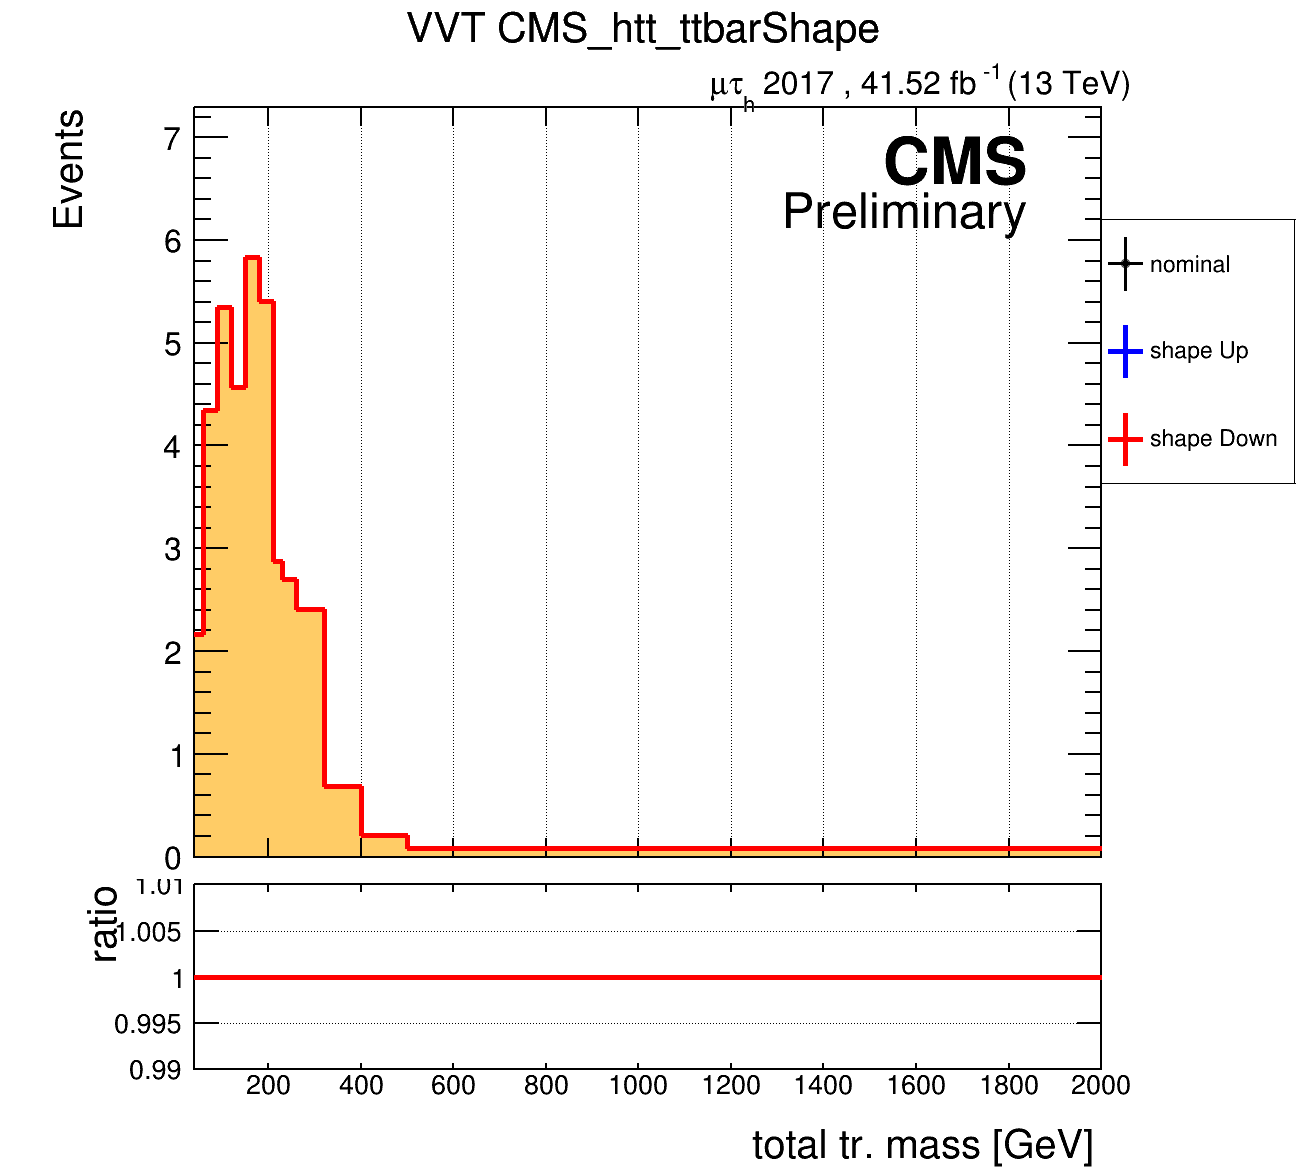 VVT CMS_htt_ttbarShape
μτh 2017 , 41.52 fb-1 (13 TeV)
Events
CMS
Preliminary
7
6
5
4
3
2
1
0
nominal
shape Up
shape Down
ratio
1.01
1.005
1
0.995
0.99
200 400 600 800 1000 1200 1400 1600 1800 2000
total tr. mass [GeV]